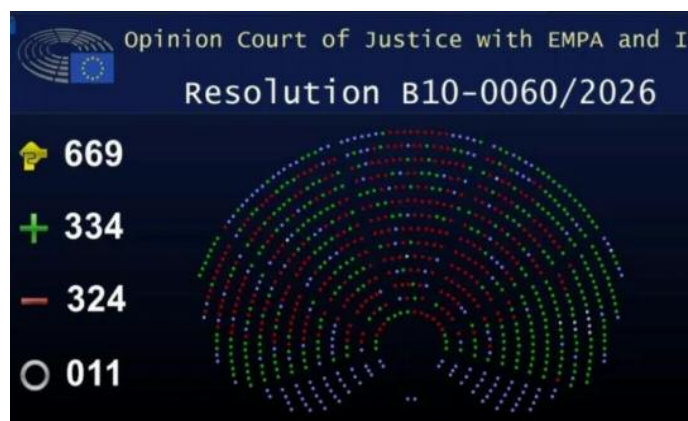 Opinion Court of Justice with EMPA and I
Resolution B10-0060/2026
669
+ 334
− 324
011